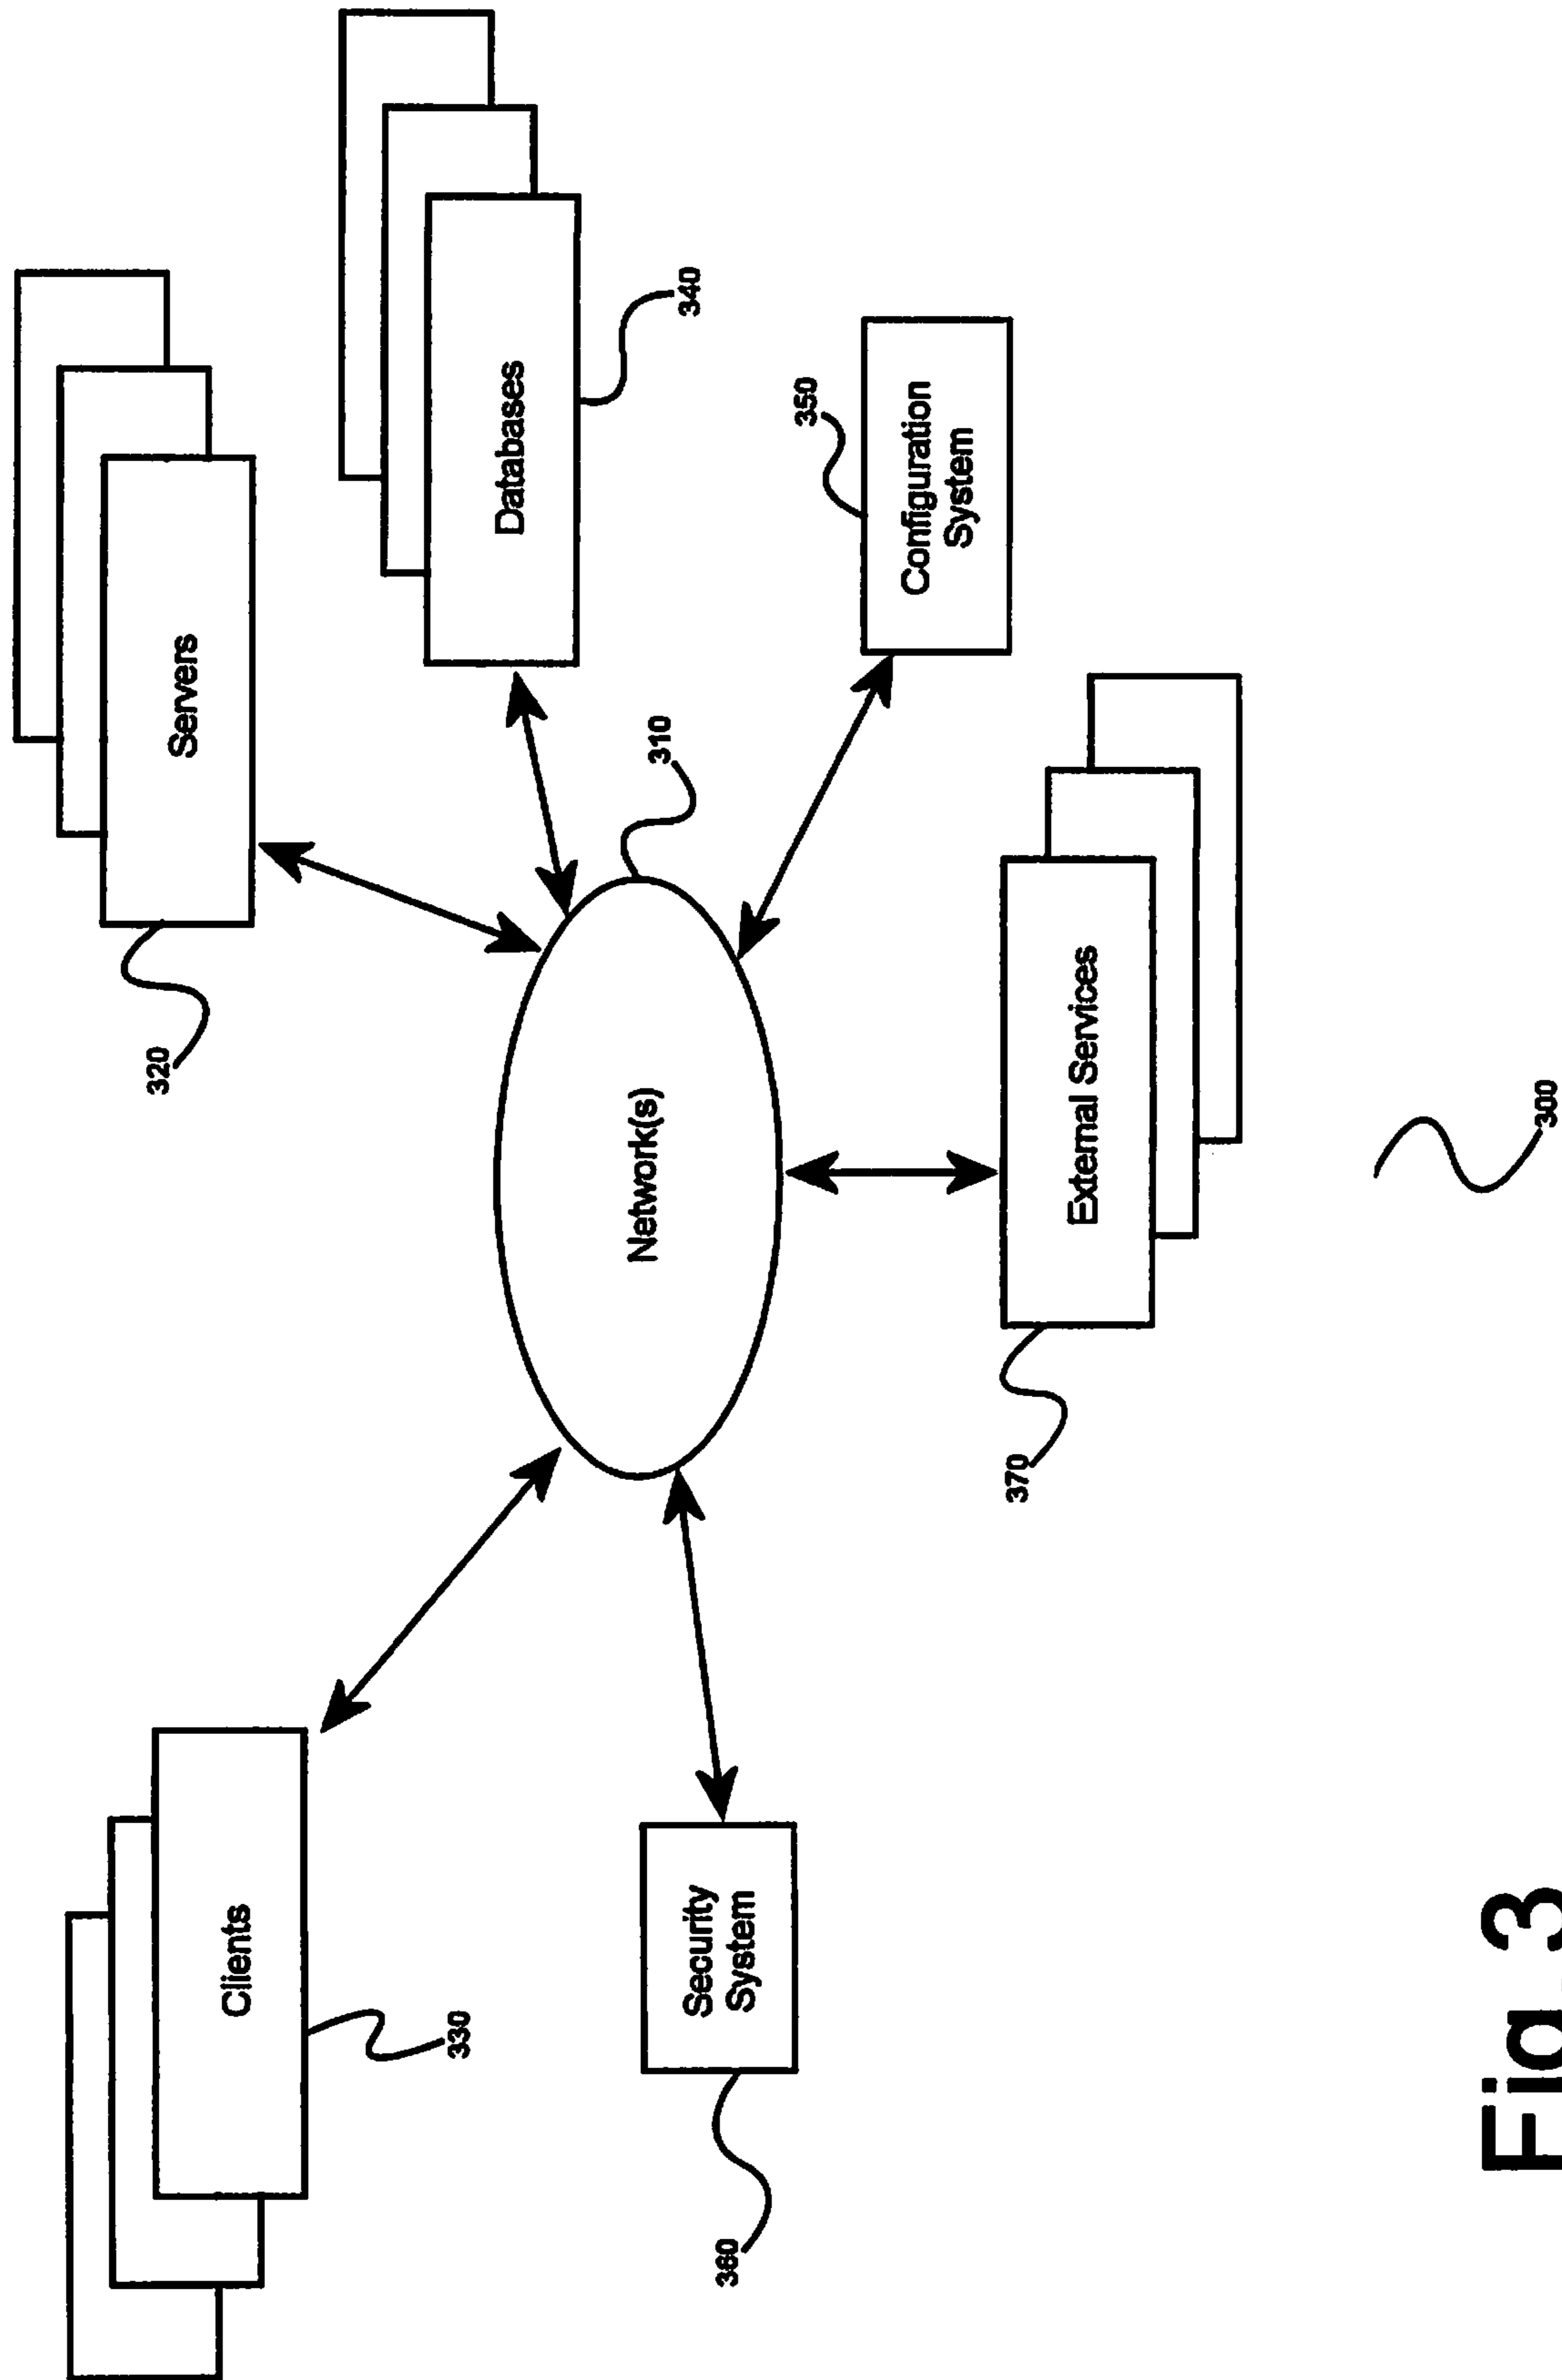 320
Servers
Clients
330
Databases
340
Network(s)
310
Security
System
360
350
Configuration
System
370
External Services
300
Fig. 3